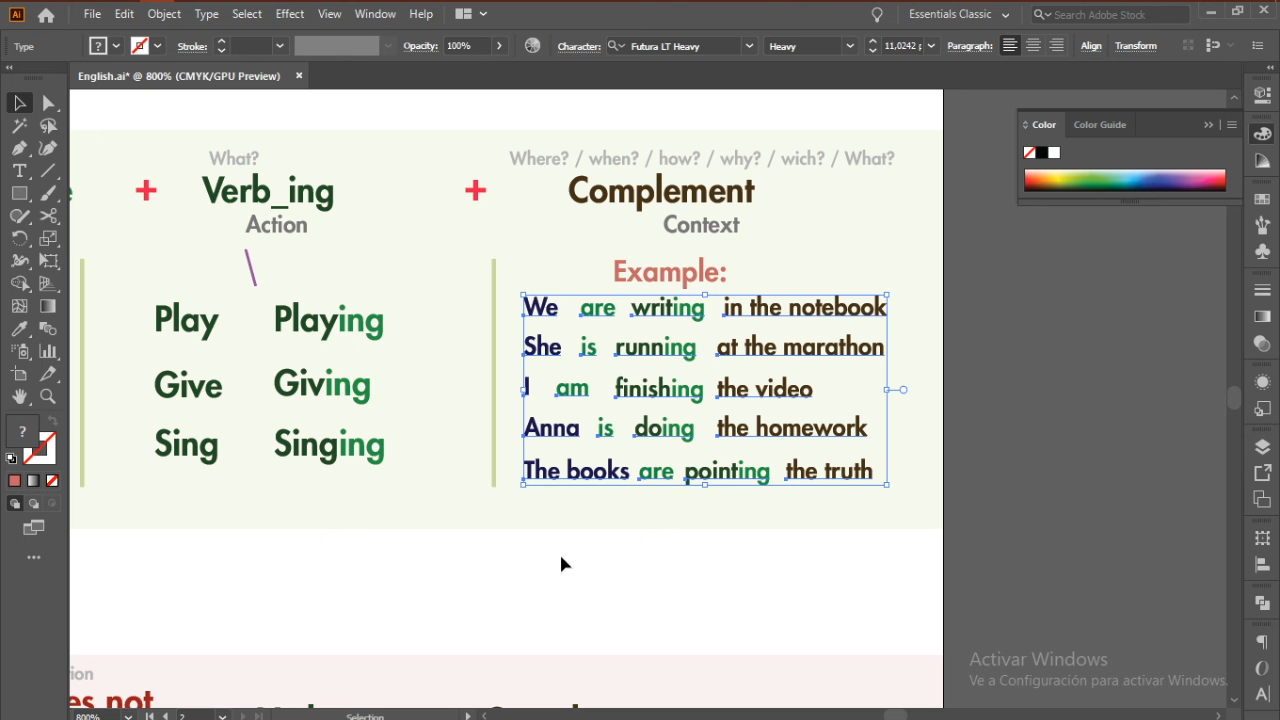 Ai File Edit Object Type Select Effect View Window Help Essentials Classic Search Adobe Stock
Type ? Stroke: Opacity: 100% Character: Futura LT Heavy Heavy 11,0242 p Paragraph: Align Transform
English.ai* @ 800% (CMYK/GPU Preview)
Color Color Guide
What? Where? / when? / how? / why? / wich? / What?
+ Verb_ing + Complement
Action Context
Example:
Play Playing
Give Giving
Sing Singing
We are writing in the notebook
She is running at the marathon
I am finishing the video
Anna is doing the homework
The books are pointing the truth
?
Activar Windows
Ve a Configuración para activar Windows.
es not
800% 2 Selection